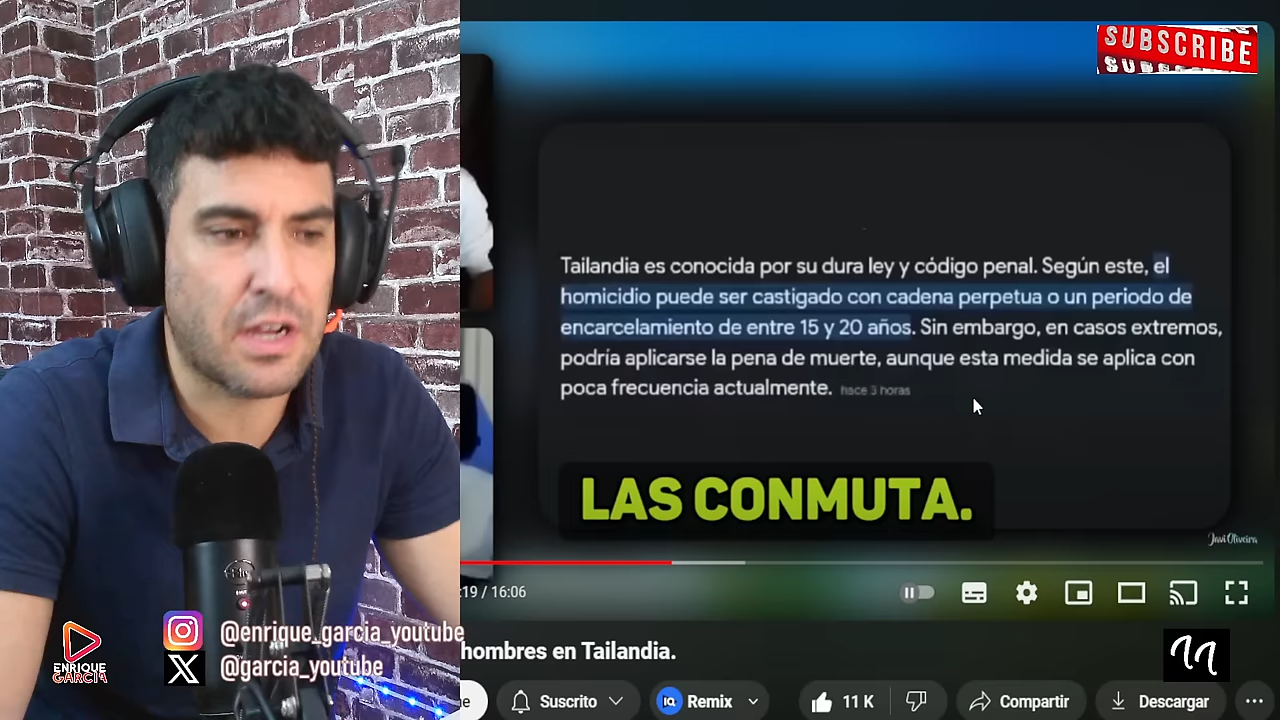 SUBSCRIBE
Tailandia es conocida por su dura ley y código penal. Según este, el
homicidio puede ser castigado con cadena perpetua o un periodo de
encarcelamiento de entre 15 y 20 años. Sin embargo, en casos extremos,
podría aplicarse la pena de muerte, aunque esta medida se aplica con
poca frecuencia actualmente. hace 3 horas
LAS CONMUTA.
Javi Oliveira
:19 / 16:06
@enrique_garcia_youtube
@garcia_youtube
ENRIQUE
GARCIA
hombres en Tailandia.
Suscrito
Remix
11 K
Compartir
Descargar